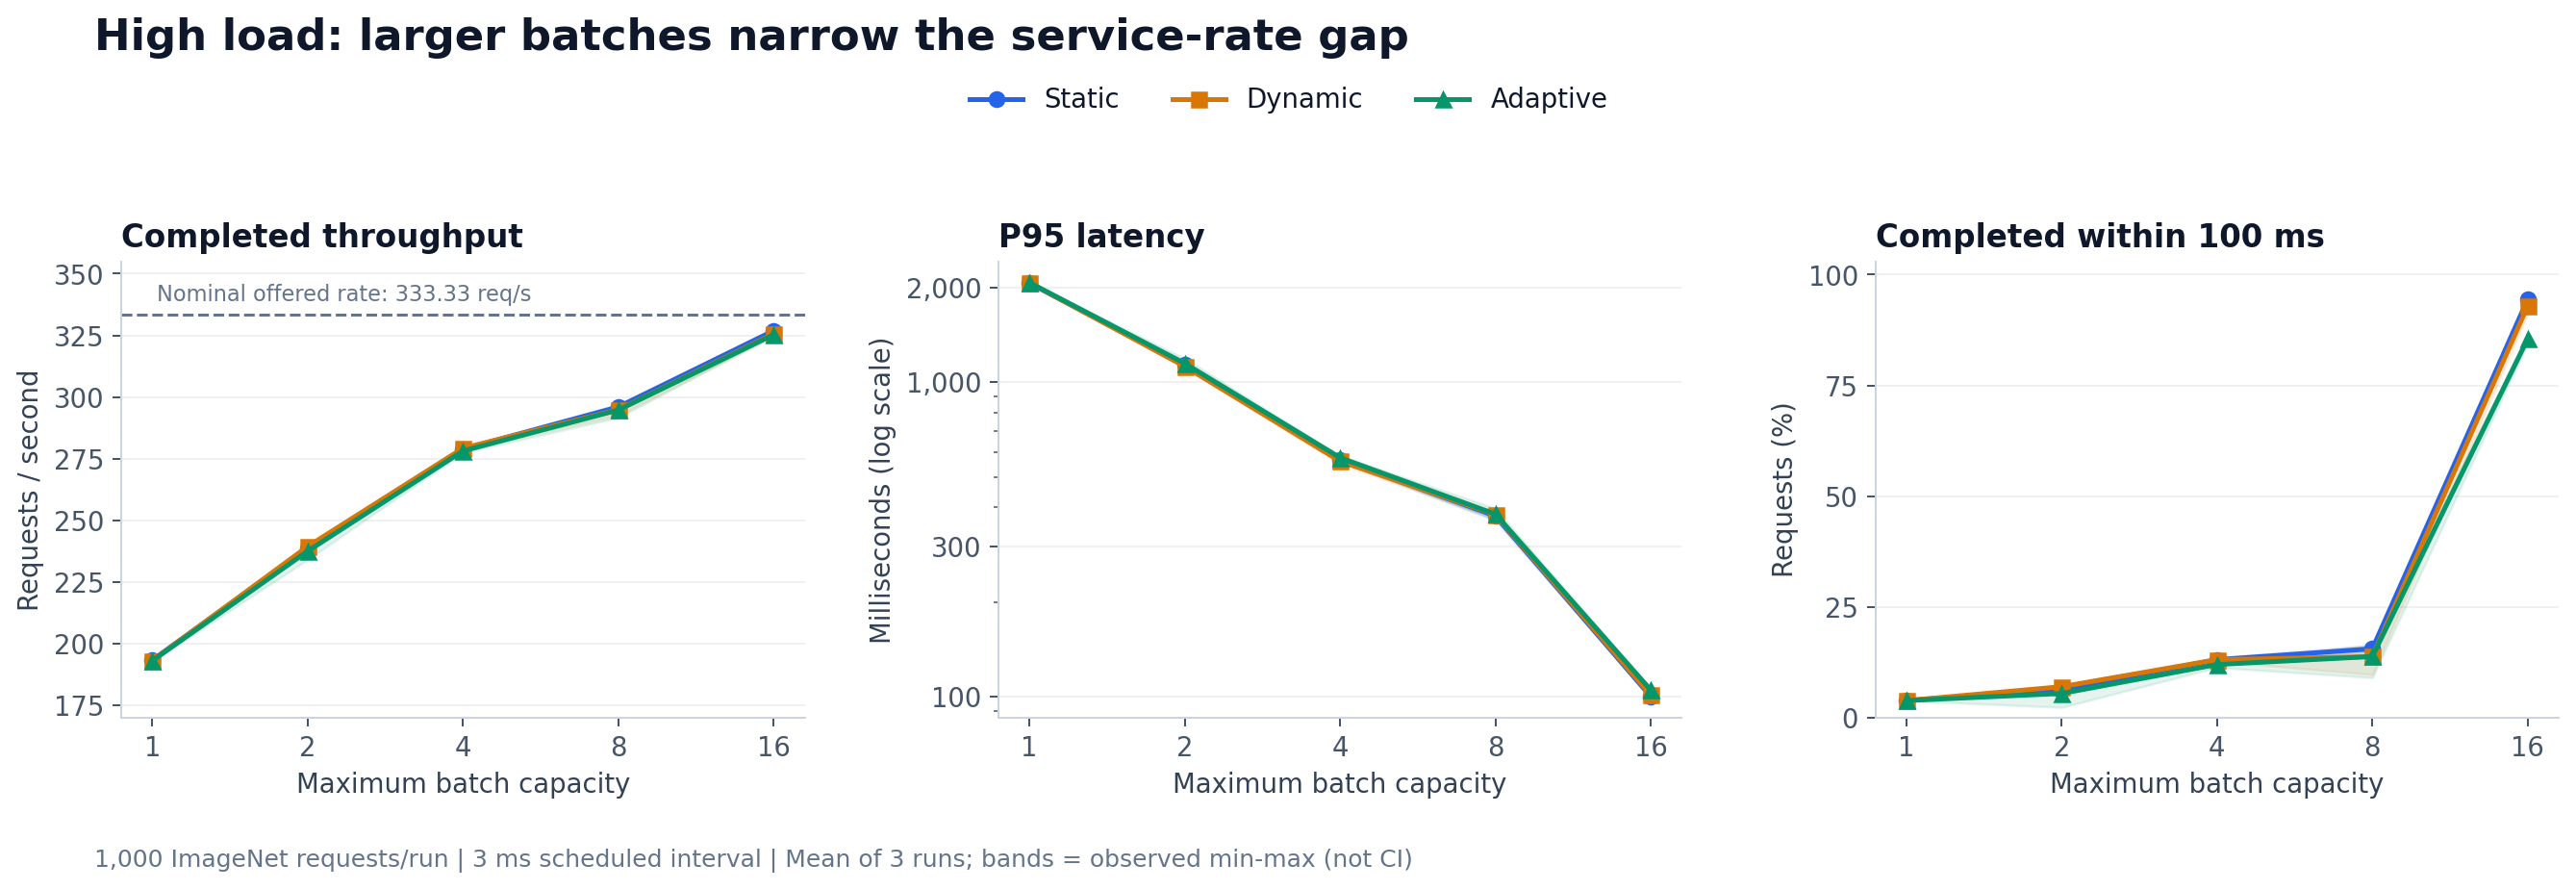 High load: larger batches narrow the service-rate gap
Static Dynamic Adaptive
Completed throughput
350
325
300
275
250
225
200
175
Requests / second
Nominal offered rate: 333.33 req/s
1 2 4 8 16
Maximum batch capacity
P95 latency
2,000
1,000
300
100
Milliseconds (log scale)
1 2 4 8 16
Maximum batch capacity
Completed within 100 ms
100
75
50
25
0
Requests (%)
1 2 4 8 16
Maximum batch capacity
1,000 ImageNet requests/run | 3 ms scheduled interval | Mean of 3 runs; bands = observed min-max (not CI)